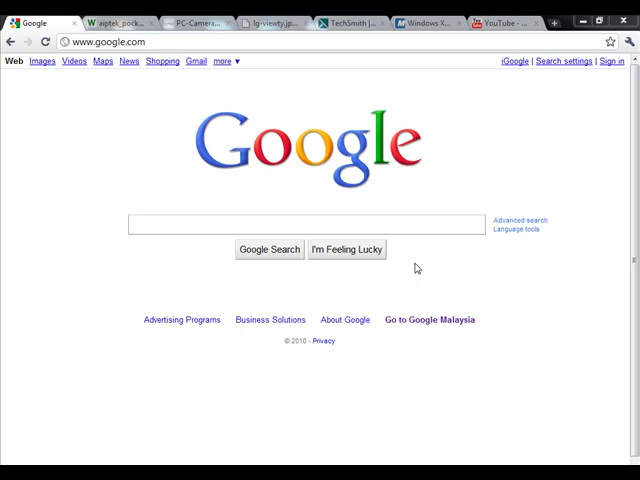 Google aiptek_pock... PC-Camera... lg-viewty.jp... TechSmith |... Windows X... YouTube - ...
www.google.com
Web Images Videos Maps News Shopping Gmail more ▼ iGoogle | Search settings | Sign in
Google
Advanced search
Language tools
Google Search I'm Feeling Lucky
Advertising Programs Business Solutions About Google Go to Google Malaysia
© 2010 - Privacy